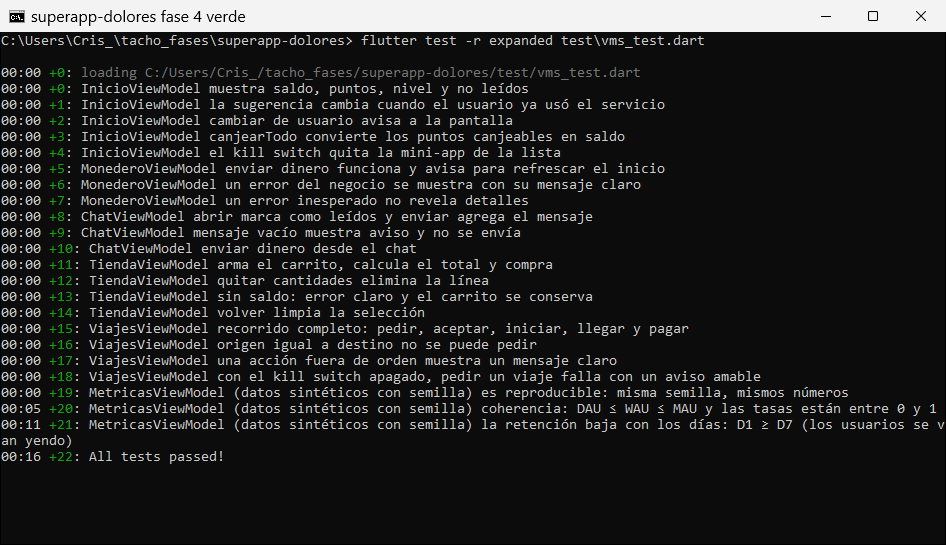 superapp-dolores fase 4 verde
C:\Users\Cris_\tacho_fases\superapp-dolores> flutter test -r expanded test\vms_test.dart
00:00 +0: loading C:/Users/Cris_/tacho_fases/superapp-dolores/test/vms_test.dart
00:00 +0: InicioViewModel muestra saldo, puntos, nivel y no leídos
00:00 +1: InicioViewModel la sugerencia cambia cuando el usuario ya usó el servicio
00:00 +2: InicioViewModel cambiar de usuario avisa a la pantalla
00:00 +3: InicioViewModel canjearTodo convierte los puntos canjeables en saldo
00:00 +4: InicioViewModel el kill switch quita la mini-app de la lista
00:00 +5: MonederoViewModel enviar dinero funciona y avisa para refrescar el inicio
00:00 +6: MonederoViewModel un error del negocio se muestra con su mensaje claro
00:00 +7: MonederoViewModel un error inesperado no revela detalles
00:00 +8: ChatViewModel abrir marca como leídos y enviar agrega el mensaje
00:00 +9: ChatViewModel mensaje vacío muestra aviso y no se envía
00:00 +10: ChatViewModel enviar dinero desde el chat
00:00 +11: TiendaViewModel arma el carrito, calcula el total y compra
00:00 +12: TiendaViewModel quitar cantidades elimina la línea
00:00 +13: TiendaViewModel sin saldo: error claro y el carrito se conserva
00:00 +14: TiendaViewModel volver limpia la selección
00:00 +15: ViajesViewModel recorrido completo: pedir, aceptar, iniciar, llegar y pagar
00:00 +16: ViajesViewModel origen igual a destino no se puede pedir
00:00 +17: ViajesViewModel una acción fuera de orden muestra un mensaje claro
00:00 +18: ViajesViewModel con el kill switch apagado, pedir un viaje falla con un aviso amable
00:00 +19: MetricasViewModel (datos sintéticos con semilla) es reproducible: misma semilla, mismos números
00:05 +20: MetricasViewModel (datos sintéticos con semilla) coherencia: DAU ≤ WAU ≤ MAU y las tasas están entre 0 y 1
00:11 +21: MetricasViewModel (datos sintéticos con semilla) la retención baja con los días: D1 ≥ D7 (los usuarios se v
an yendo)
00:16 +22: All tests passed!